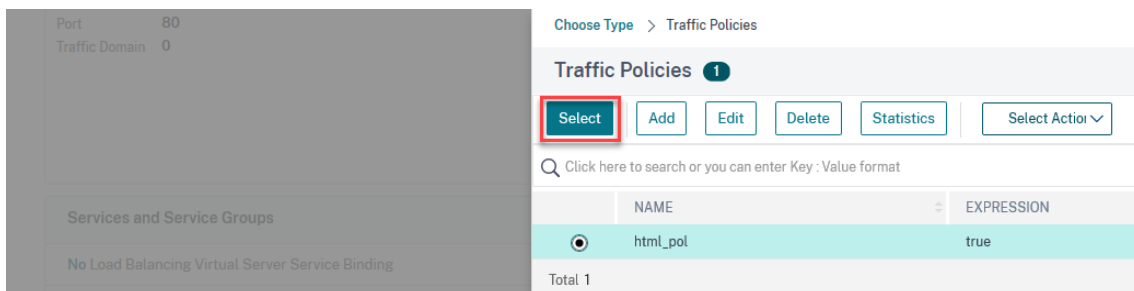 Port 80
Traffic Domain 0
Services and Service Groups
No Load Balancing Virtual Server Service Binding
Choose Type > Traffic Policies
Traffic Policies 1
Select Add Edit Delete Statistics Select Action
Click here to search or you can enter Key : Value format
NAME EXPRESSION
html_pol true
Total 1